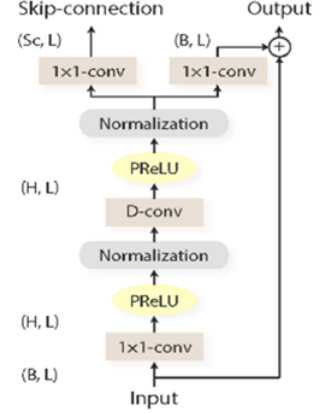 Skip-connection Output
(Sc, L) (B, L)
1×1-conv 1×1-conv
+
Normalization
PReLU
(H, L)
D-conv
Normalization
PReLU
(H, L)
1×1-conv
(B, L)
Input